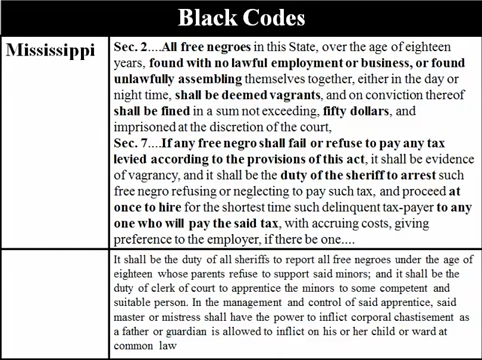 Black Codes
Mississippi
Sec. 2....All free negroes in this State, over the age of eighteen
years, found with no lawful employment or business, or found
unlawfully assembling themselves together, either in the day or
night time, shall be deemed vagrants, and on conviction thereof
shall be fined in a sum not exceeding, fifty dollars, and
imprisoned at the discretion of the court,
Sec. 7....If any free negro shall fail or refuse to pay any tax
levied according to the provisions of this act, it shall be evidence
of vagrancy, and it shall be the duty of the sheriff to arrest such
free negro refusing or neglecting to pay such tax, and proceed at
once to hire for the shortest time such delinquent tax-payer to any
one who will pay the said tax, with accruing costs, giving
preference to the employer, if there be one....
It shall be the duty of all sheriffs to report all free negroes under the age of
eighteen whose parents refuse to support said minors; and it shall be the
duty of clerk of court to apprentice the minors to some competent and
suitable person. In the management and control of said apprentice, said
master or mistress shall have the power to inflict corporal chastisement as
a father or guardian is allowed to inflict on his or her child or ward at
common law